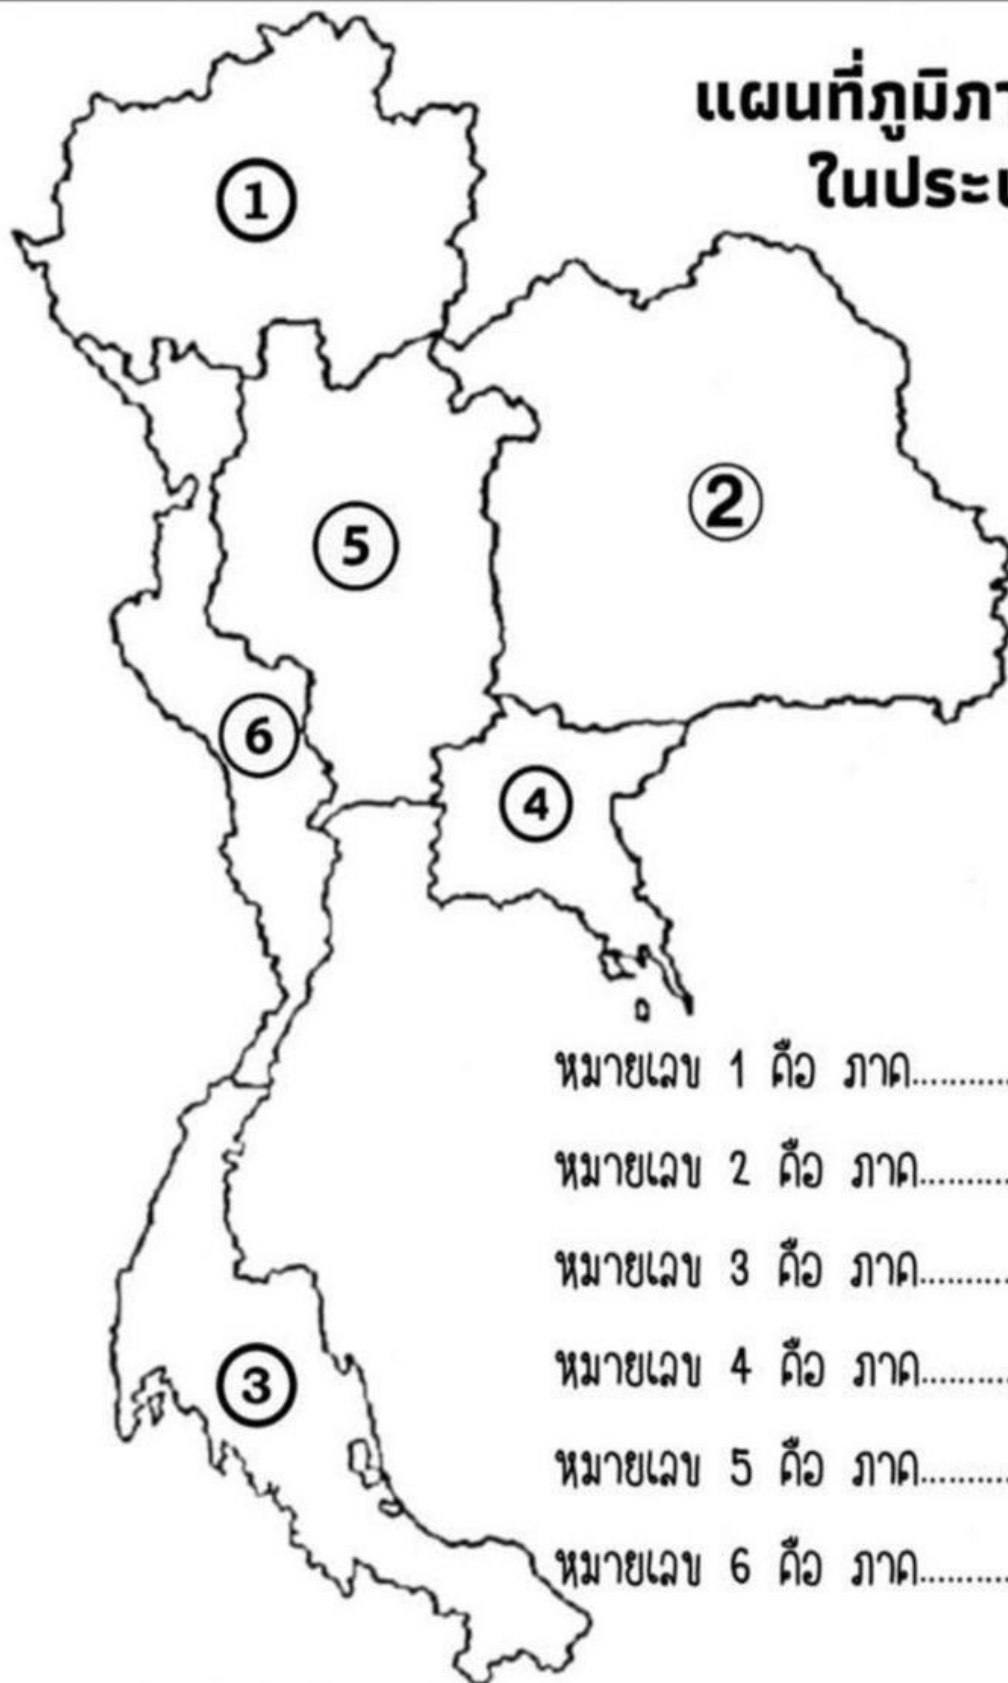 แผนที่ภูมิภา
ในประ
1
2
5
6
4
3
หมายเลข 1 คือ ภาค..........
หมายเลข 2 คือ ภาค..........
หมายเลข 3 คือ ภาค..........
หมายเลข 4 คือ ภาค..........
หมายเลข 5 คือ ภาค..........
หมายเลข 6 คือ ภาค..........